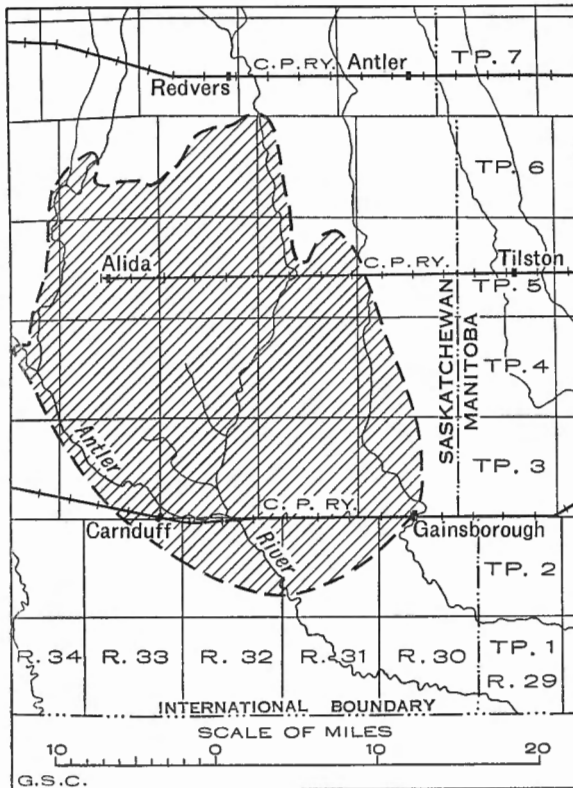 C.P.RY. Antler TP. 7
Redvers
TP. 6
Alida C.P.RY. Tilston
TP. 5
SASKATCHEWAN
MANITOBA
TP. 4
Antler
TP. 3
C. P. RY.
Carnduff River Gainsborough
TP. 2
R. 34 R. 33 R. 32 R. 31 R. 30 TP. 1
R. 29
INTERNATIONAL BOUNDARY
SCALE OF MILES
10 0 10 20
G.S.C.